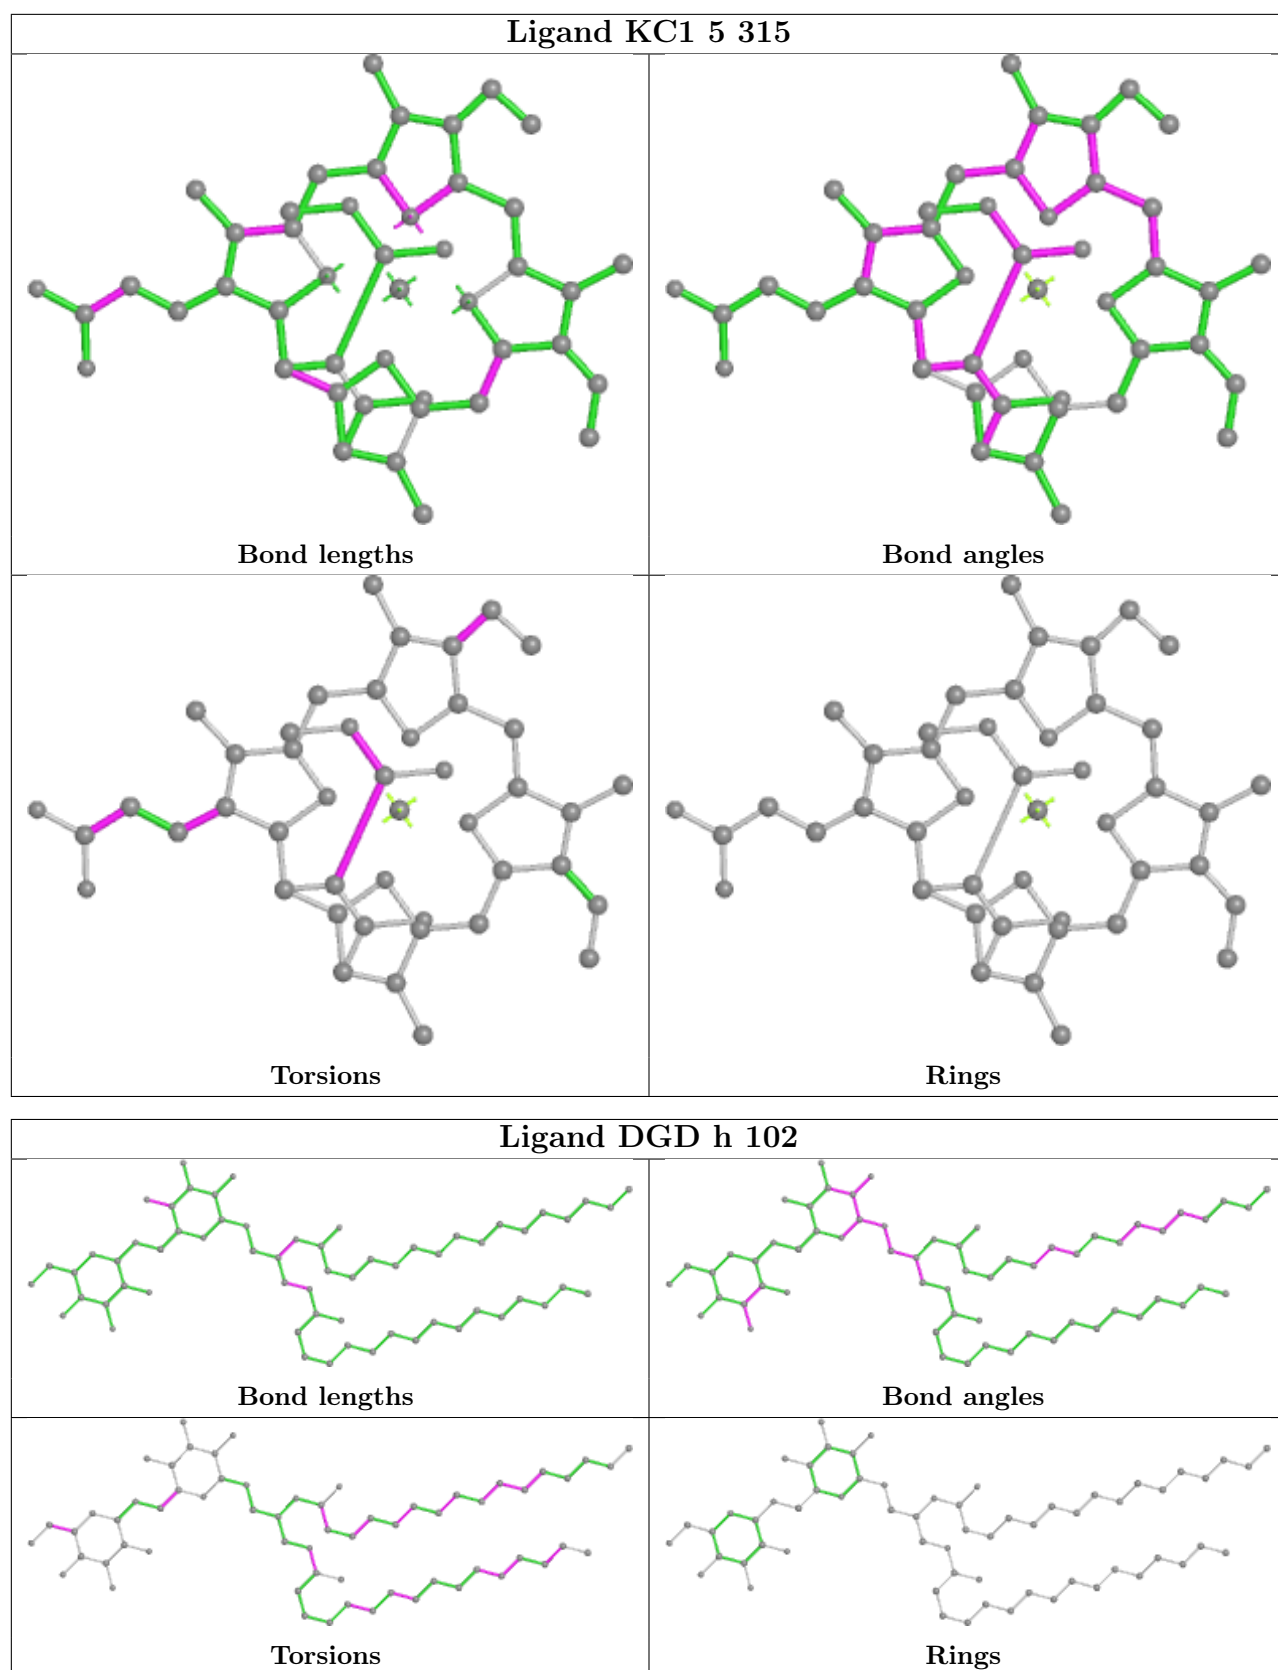 Ligand KC1 5 315
Bond lengths
Bond angles
Torsions
Rings
Ligand DGD h 102
Bond lengths
Bond angles
Torsions
Rings